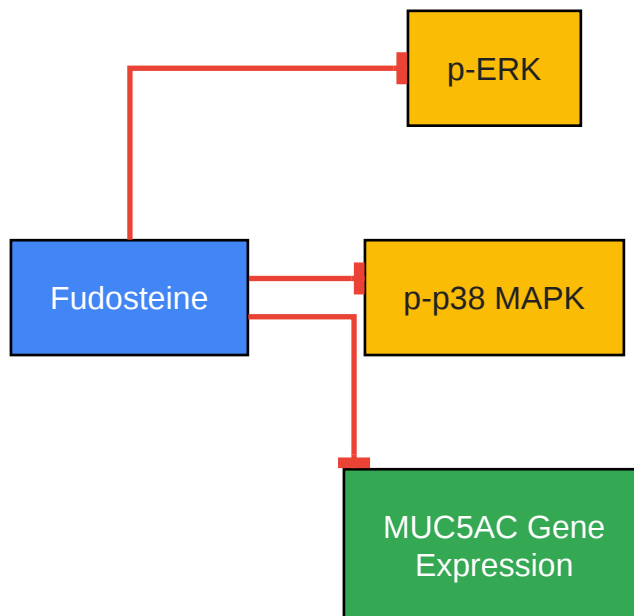 p-ERK
Fudosteine
p-p38 MAPK
MUC5AC Gene
Expression